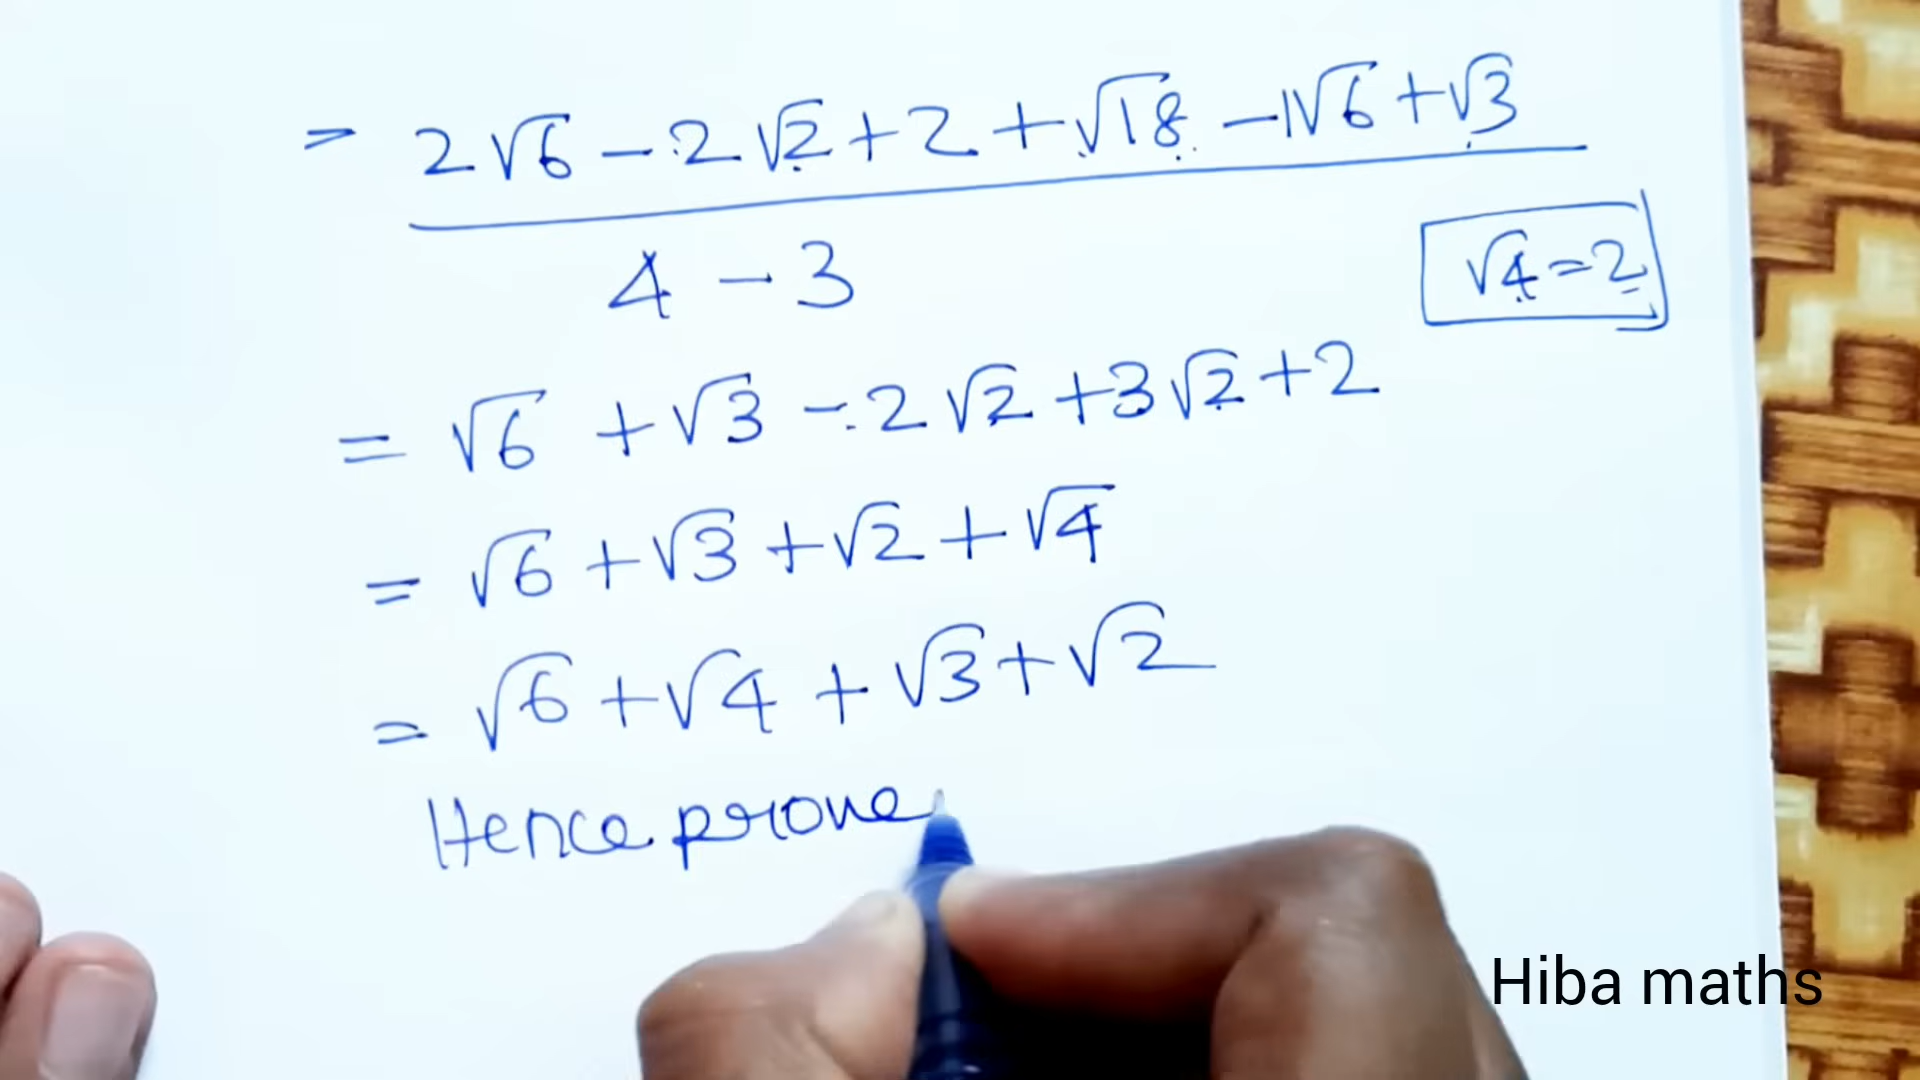 = 2√6 - 2√2 + 2 + √18 - 1√6 + √3
4 - 3
√4 = 2
= √6 + √3 - 2√2 + 3√2 + 2
= √6 + √3 + √2 + √4
= √6 + √4 + √3 + √2
Hence prove
Hiba maths